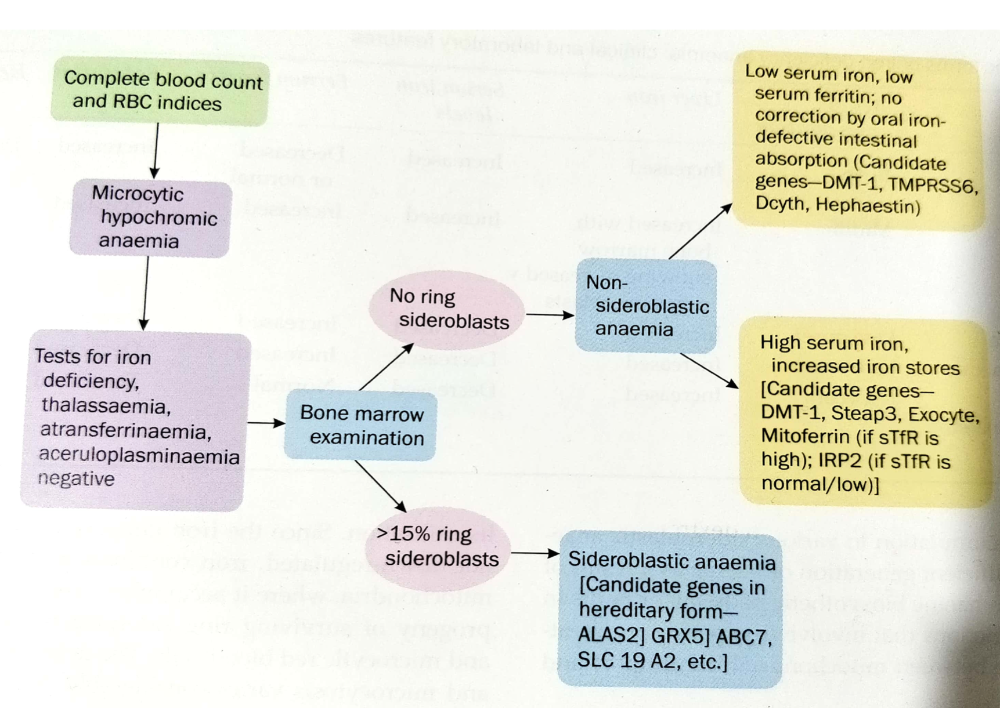 Complete blood count
and RBC indices
Microcytic
hypochromic
anaemia
Tests for iron
deficiency,
thalassaemia,
atransferrinaemia,
aceruloplasminaemia
negative
Bone marrow
examination
No ring
sideroblasts
>15% ring
sideroblasts
Non-
sideroblastic
anaemia
Sideroblastic anaemia
[Candidate genes in
hereditary form—
ALAS2] GRX5] ABC7,
SLC 19 A2, etc.]
Low serum iron, low
serum ferritin; no
correction by oral iron-
defective intestinal
absorption (Candidate
genes—DMT-1, TMPRSS6,
Dcyth, Hephaestin)
High serum iron,
increased iron stores
[Candidate genes—
DMT-1, Steap3, Exocyte,
Mitoferrin (if sTfR is
high); IRP2 (if sTfR is
normal/low)]